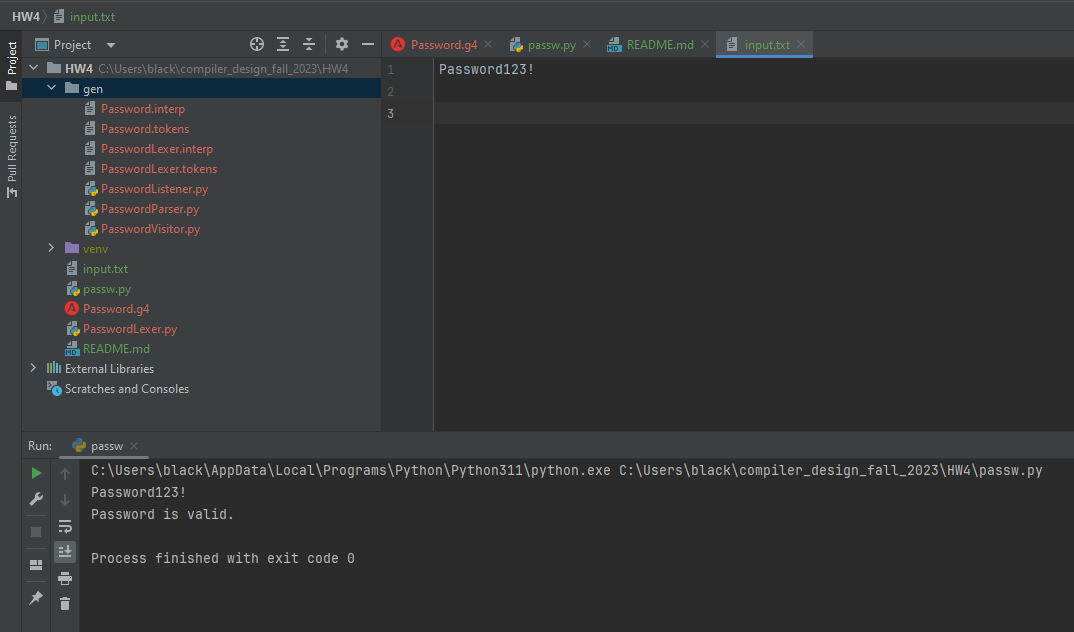 HW4 input.txt
Project
Pull Requests
Project
HW4 C:\Users\black\compiler_design_fall_2023\HW4
gen
Password.interp
Password.tokens
PasswordLexer.interp
PasswordLexer.tokens
PasswordListener.py
PasswordParser.py
PasswordVisitor.py
venv
input.txt
passw.py
Password.g4
PasswordLexer.py
README.md
External Libraries
Scratches and Consoles
Password.g4 passw.py README.md input.txt
1 Password123!
2
3
Run: passw
C:\Users\black\AppData\Local\Programs\Python\Python311\python.exe C:\Users\black\compiler_design_fall_2023\HW4\passw.py
Password123!
Password is valid.
Process finished with exit code 0